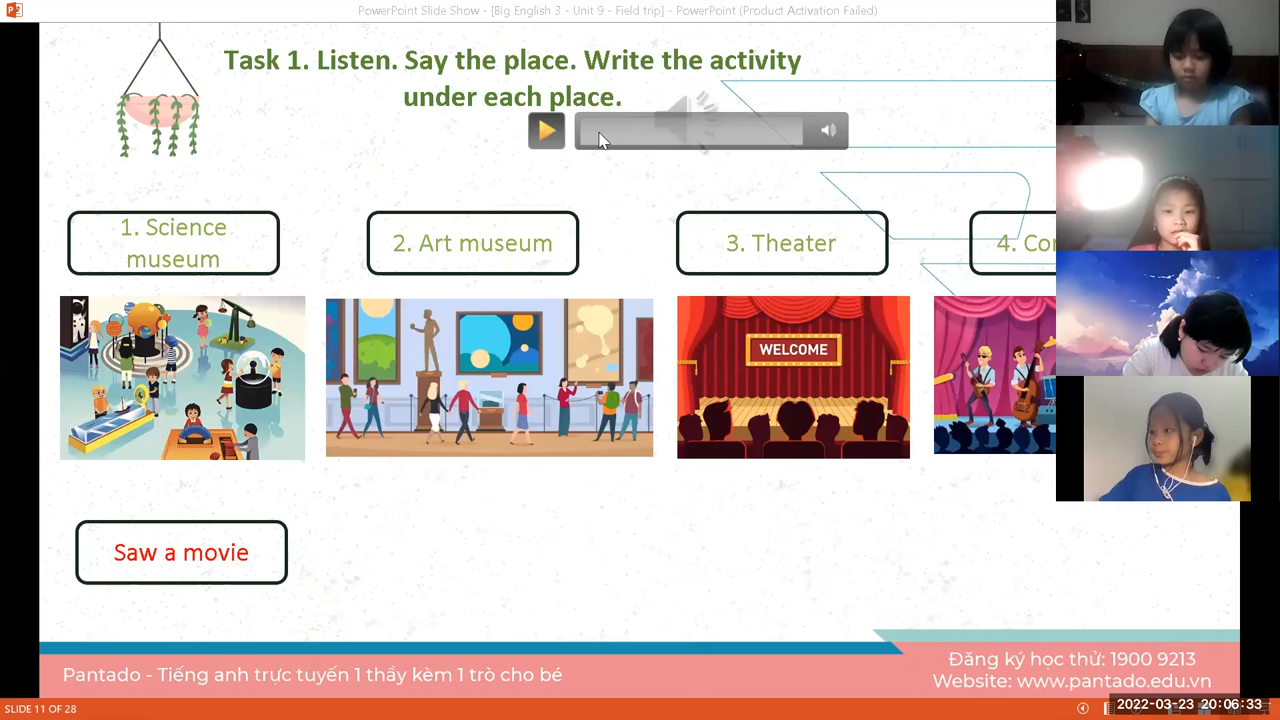 PowerPoint Slide Show - [Big English 3 - Unit 9 - Field trip] - PowerPoint (Product Activation Failed)
Task 1. Listen. Say the place. Write the activity
under each place.
1. Science
museum
2. Art museum
3. Theater
4. Con
WELCOME
Saw a movie
Pantado - Tiếng anh trực tuyến 1 thầy kèm 1 trò cho bé
Đăng ký học thử: 1900 9213
Website: www.pantado.edu.vn
SLIDE 11 OF 28
2022-03-23 20:06:33